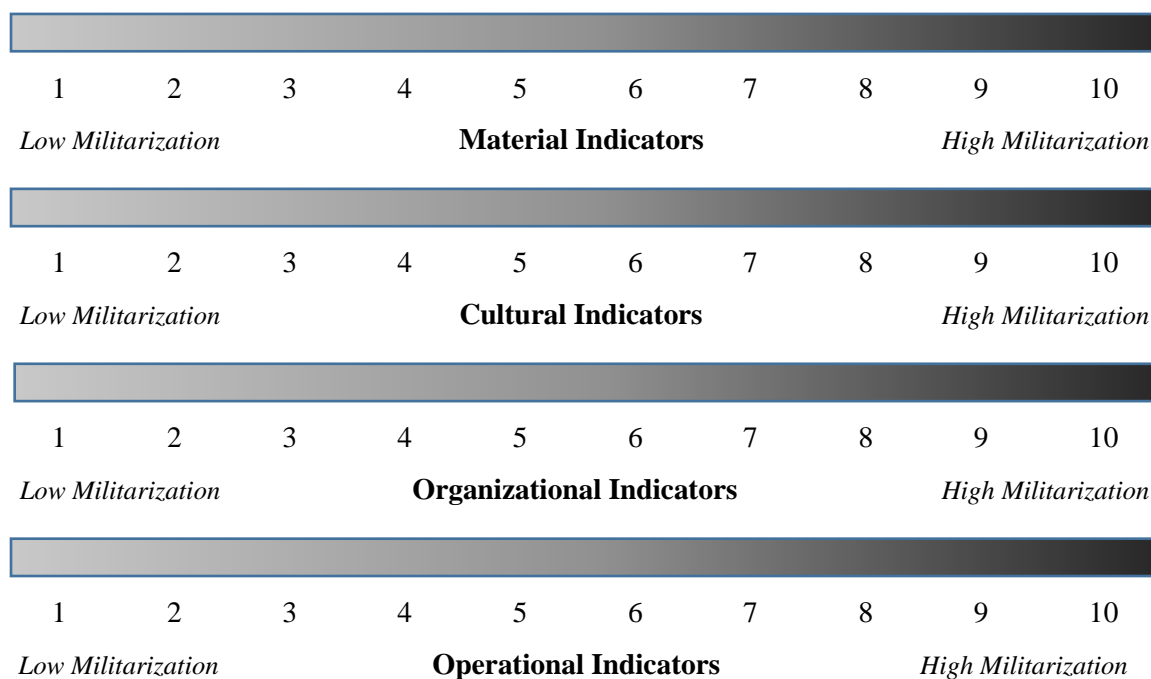 1 2 3 4 5 6 7 8 9 10
Low Militarization Material Indicators High Militarization
1 2 3 4 5 6 7 8 9 10
Low Militarization Cultural Indicators High Militarization
1 2 3 4 5 6 7 8 9 10
Low Militarization Organizational Indicators High Militarization
1 2 3 4 5 6 7 8 9 10
Low Militarization Operational Indicators High Militarization